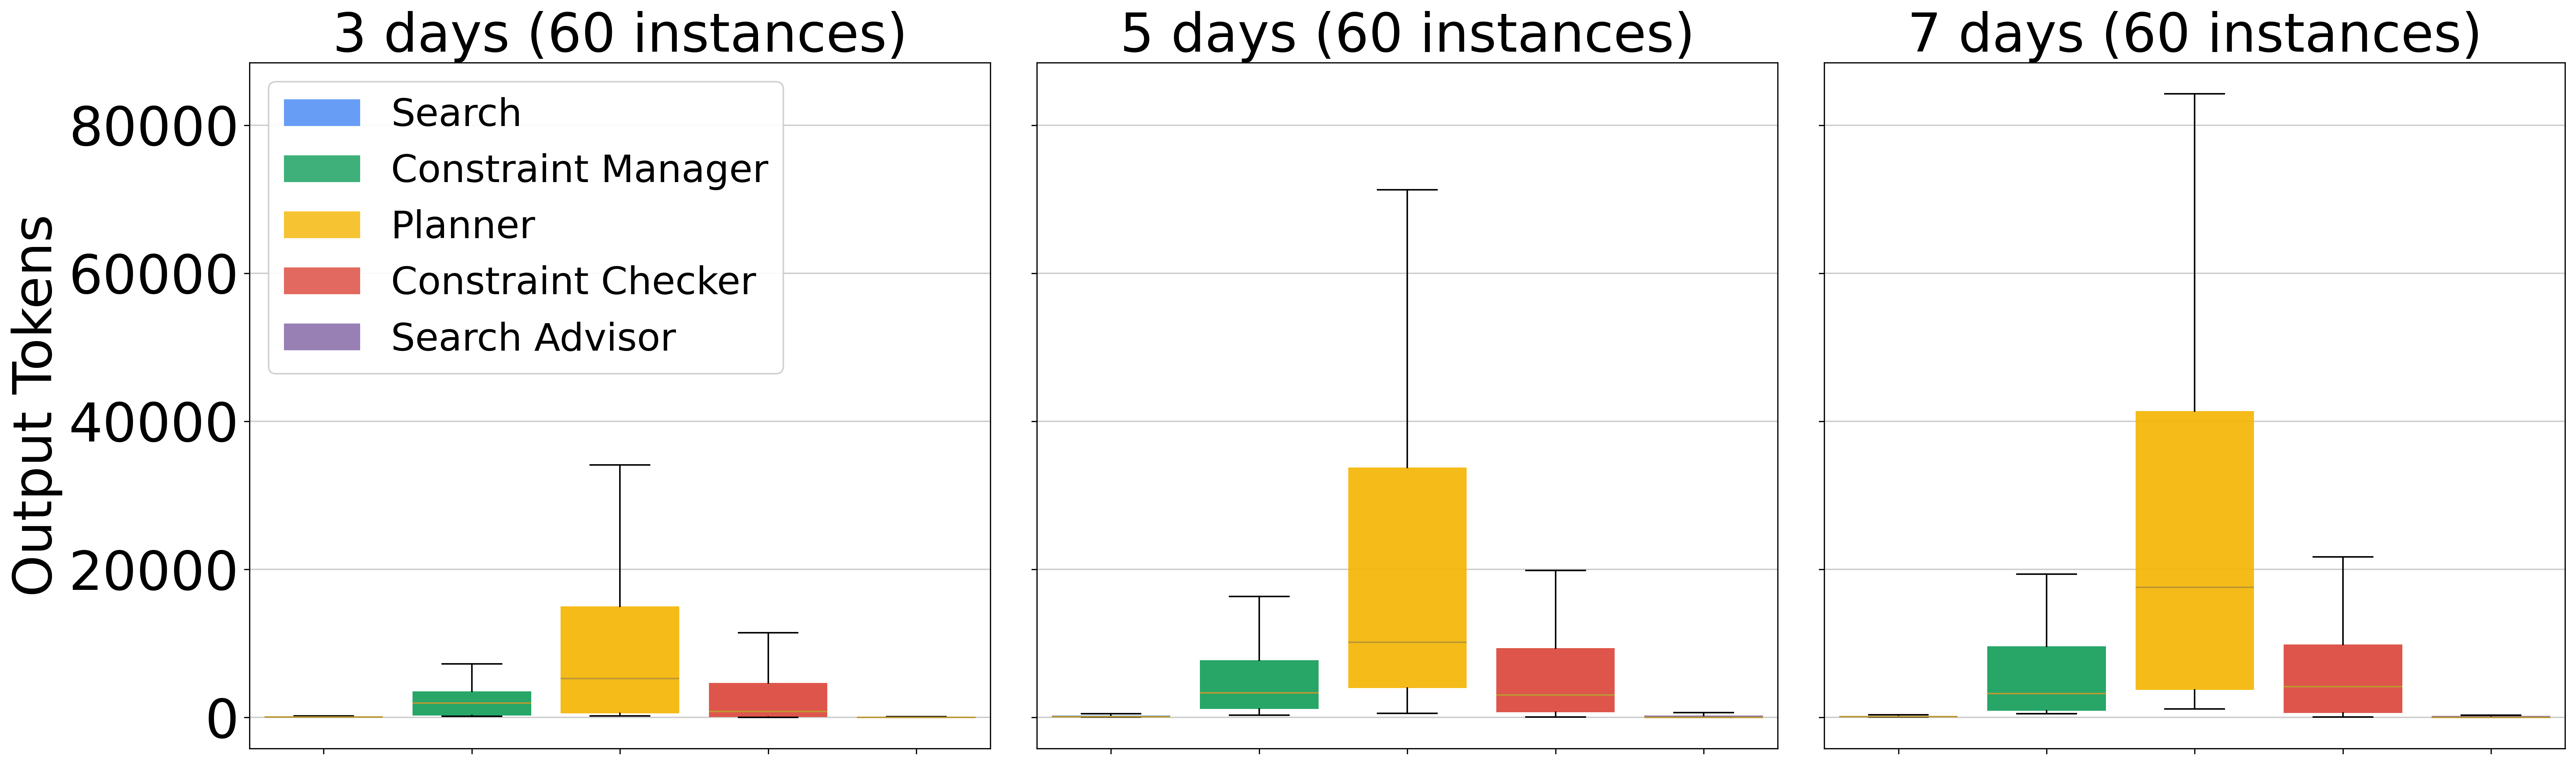 3 days (60 instances)
5 days (60 instances)
7 days (60 instances)
Output Tokens
80000
60000
40000
20000
0
Search
Constraint Manager
Planner
Constraint Checker
Search Advisor